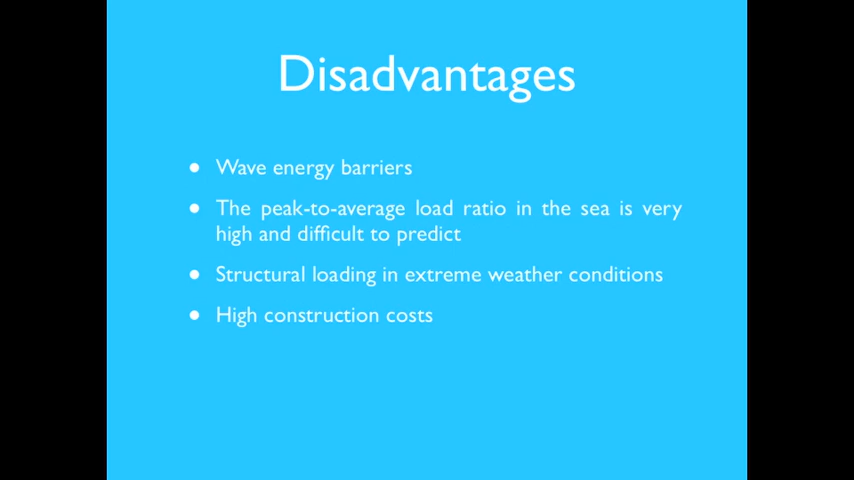 Disadvantages
• Wave energy barriers
• The peak-to-average load ratio in the sea is very
high and difficult to predict
• Structural loading in extreme weather conditions
• High construction costs